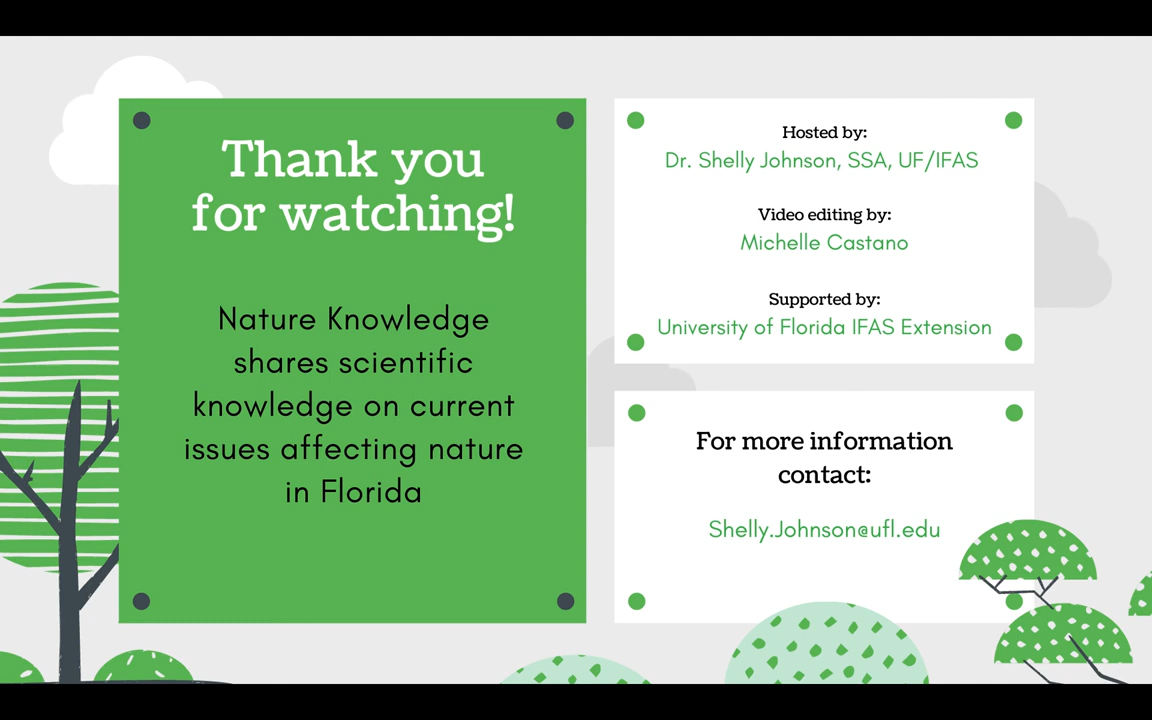 Thank you
for watching!
Nature Knowledge
shares scientific
knowledge on current
issues affecting nature
in Florida
Hosted by:
Dr. Shelly Johnson, SSA, UF/IFAS
Video editing by:
Michelle Castano
Supported by:
University of Florida IFAS Extension
For more information
contact:
Shelly.Johnson@ufl.edu